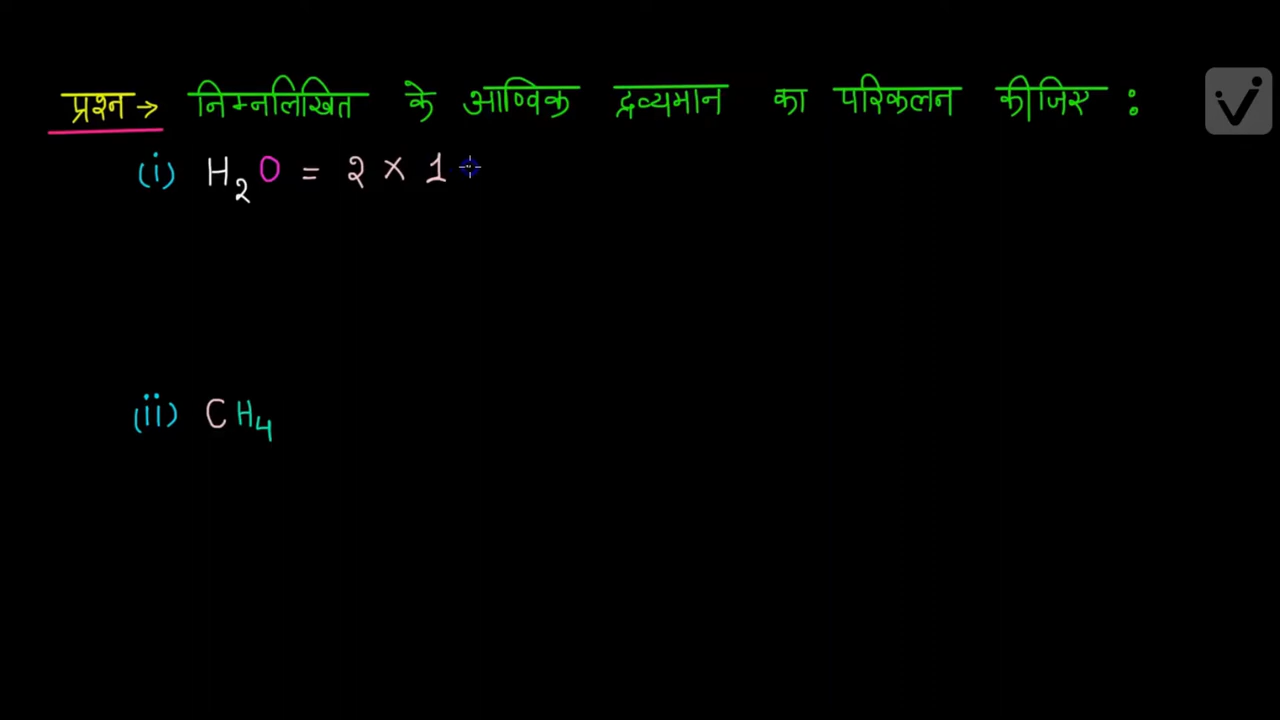 प्रश्न → निम्नलिखित के आण्विक द्रव्यमान का परिकलन कीजिए :
(i) H₂O = 2 × 1
(ii) CH₄